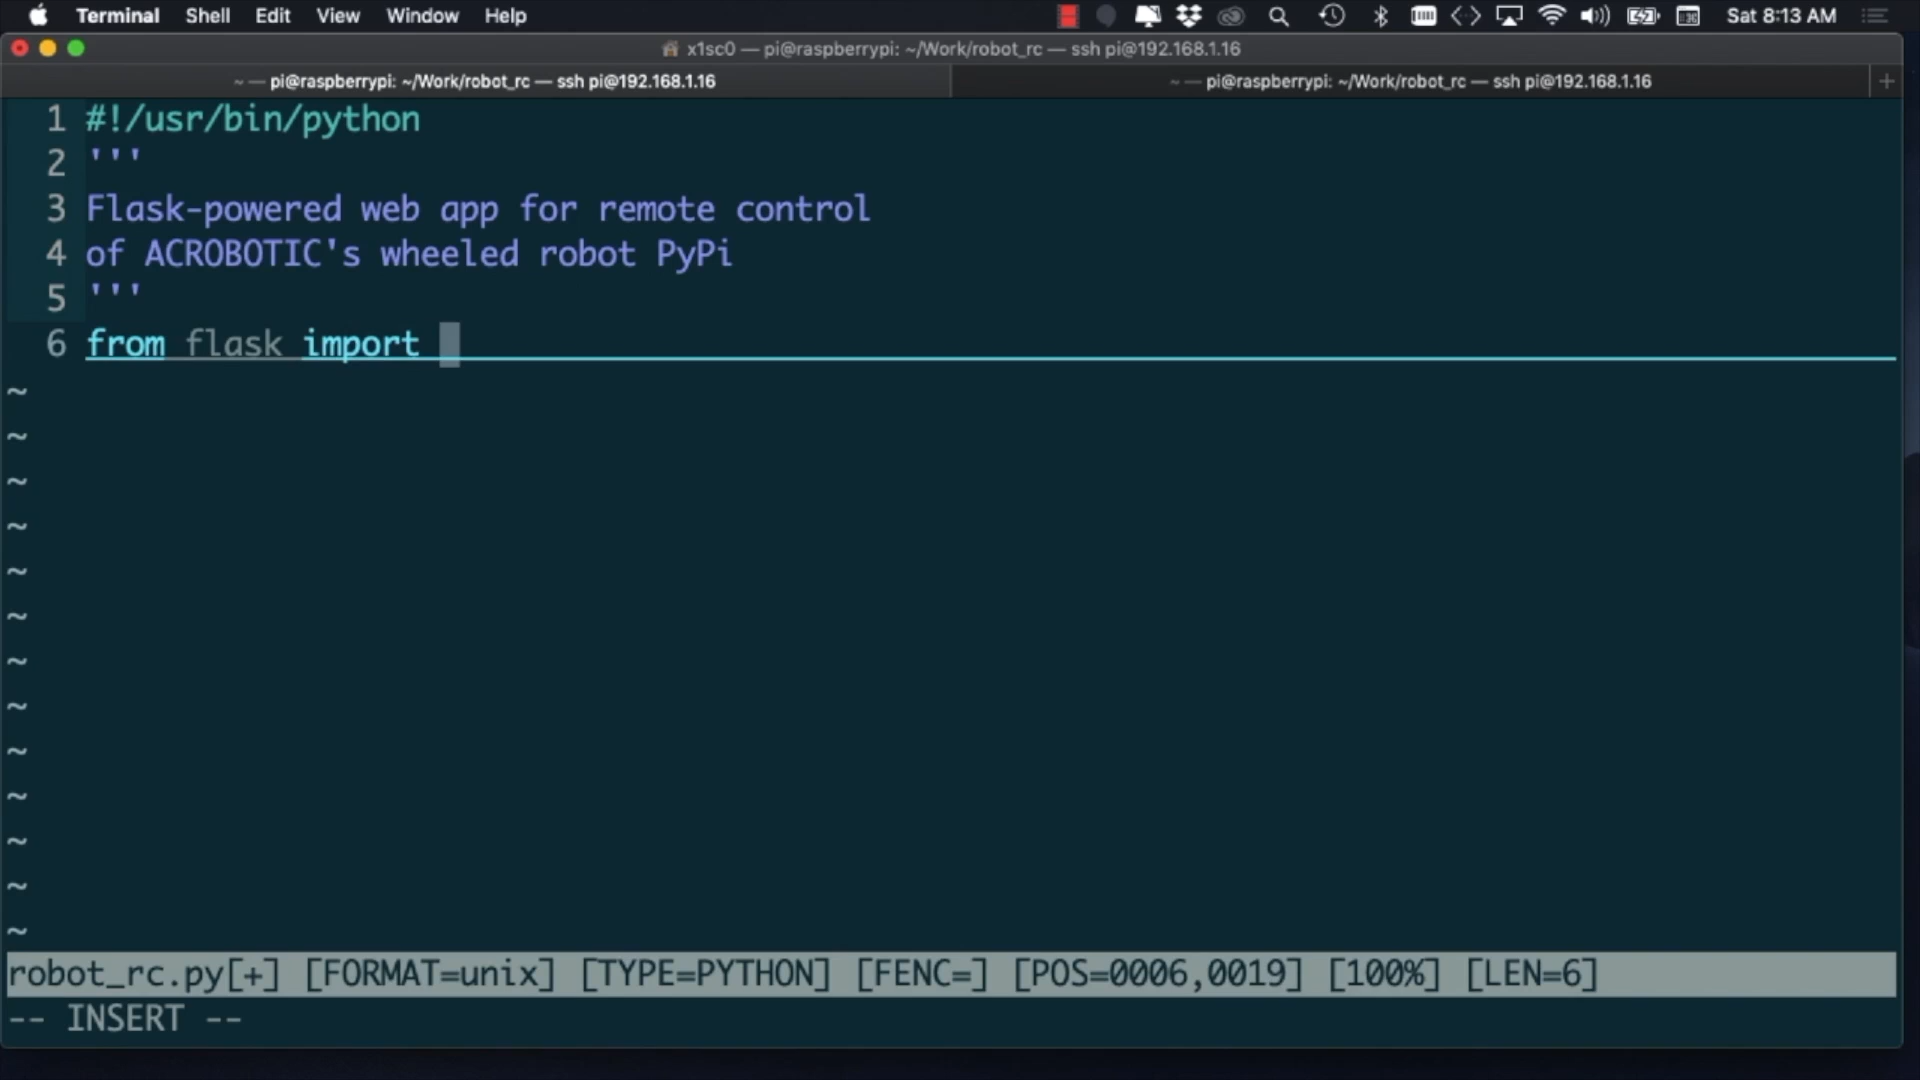 Terminal Shell Edit View Window Help Sat 8:13 AM
x1sc0 — pi@raspberrypi: ~/Work/robot_rc — ssh pi@192.168.1.16
~ — pi@raspberrypi: ~/Work/robot_rc — ssh pi@192.168.1.16 ~ — pi@raspberrypi: ~/Work/robot_rc — ssh pi@192.168.1.16 +
1 #!/usr/bin/python
2 '''
3 Flask-powered web app for remote control
4 of ACROBOTIC's wheeled robot PyPi
5 '''
6 from flask import
~
~
~
~
~
~
~
~
~
~
~
~
~
robot_rc.py[+] [FORMAT=unix] [TYPE=PYTHON] [FENC=] [POS=0006,0019] [100%] [LEN=6]
-- INSERT --